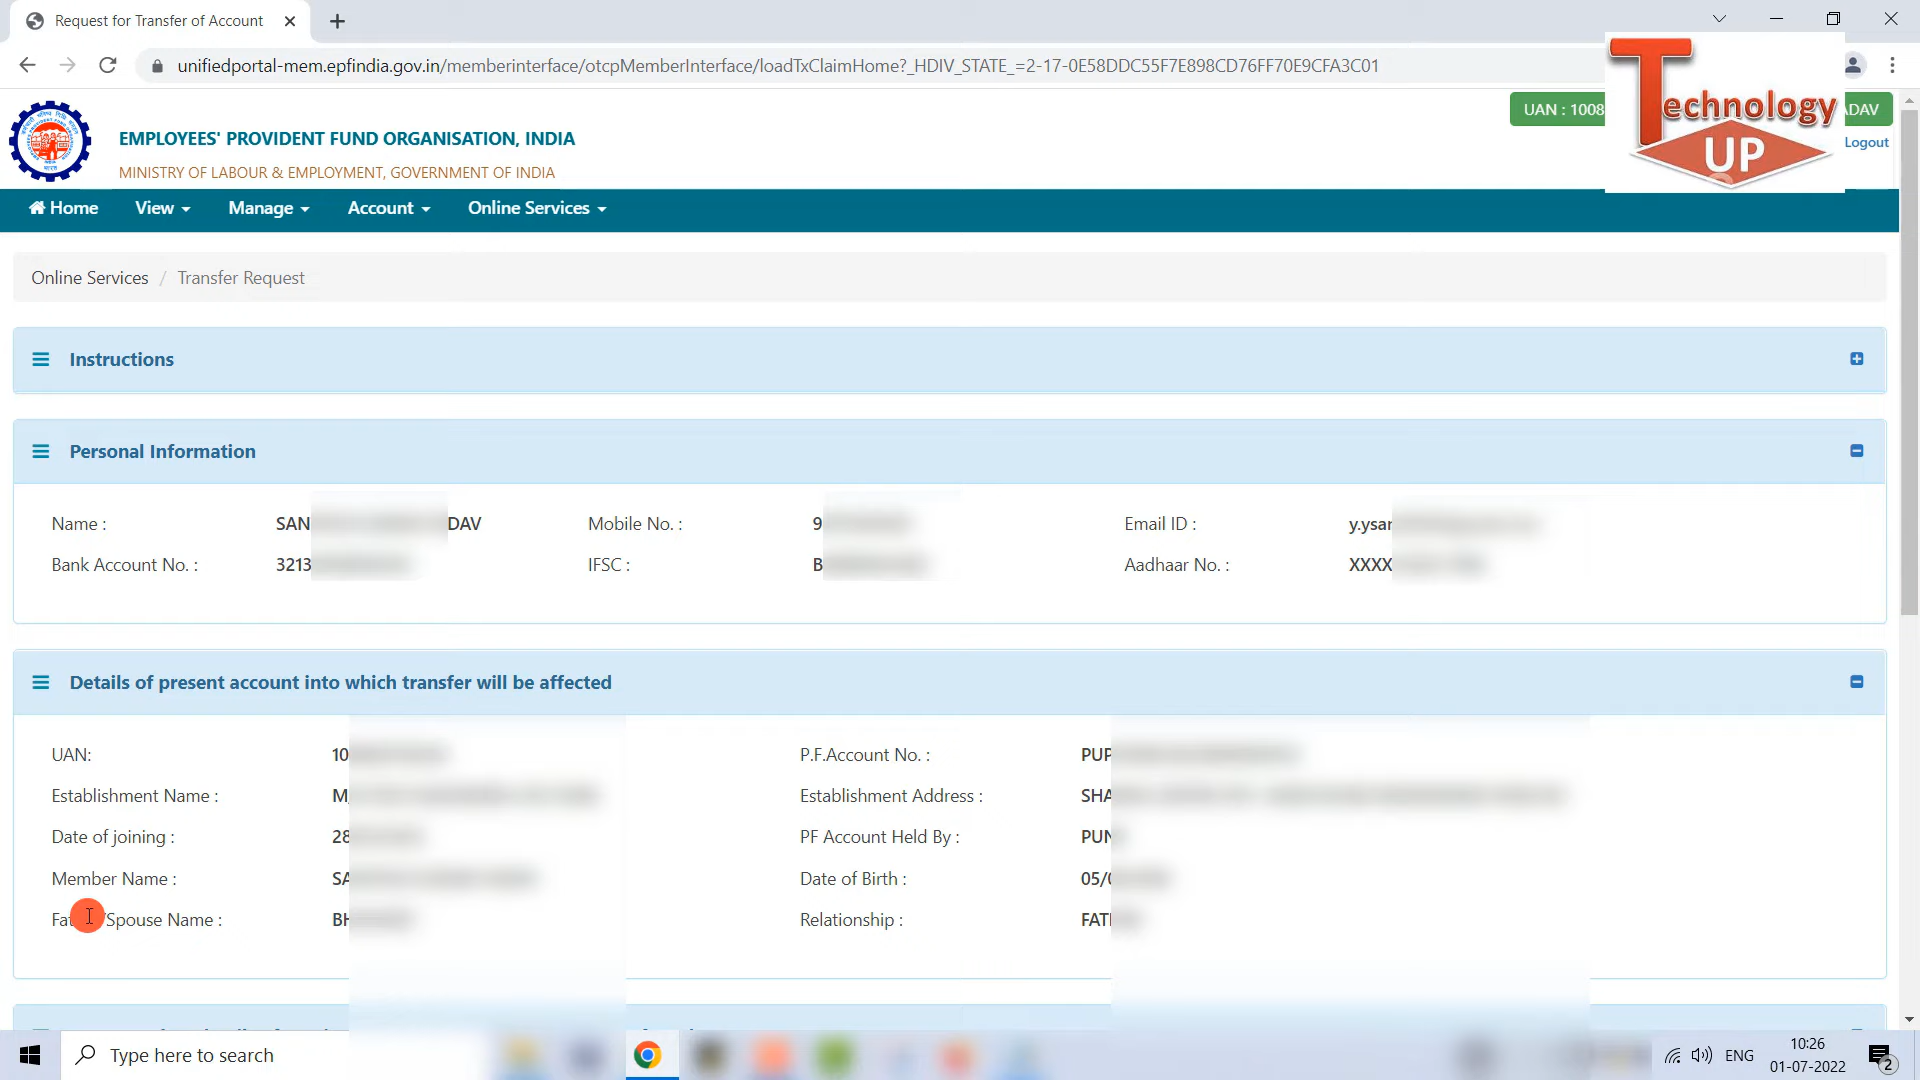 Request for Transfer of Account
unifiedportal-mem.epfindia.gov.in/memberinterface/otcpMemberInterface/loadTxClaimHome?_HDIV_STATE_=2-17-0E58DDC55F7E898CD76FF70E9CFA3C01
EMPLOYEES' PROVIDENT FUND ORGANISATION, INDIA
MINISTRY OF LABOUR & EMPLOYMENT, GOVERNMENT OF INDIA
UAN : 1008
DAV
Logout
Technology
UP
Home View Manage Account Online Services
Online Services / Transfer Request
Instructions
Personal Information
Name : SAN DAV Mobile No. : 9 Email ID : y.ysan
Bank Account No. : 3213 IFSC : B Aadhaar No. : XXXX
Details of present account into which transfer will be affected
UAN: 10 P.F.Account No. : PUP
Establishment Name : M Establishment Address : SHA
Date of joining : 28 PF Account Held By : PUN
Member Name : SA Date of Birth : 05/
Fat /Spouse Name : BH Relationship : FAT
Type here to search
ENG
10:26
01-07-2022
2